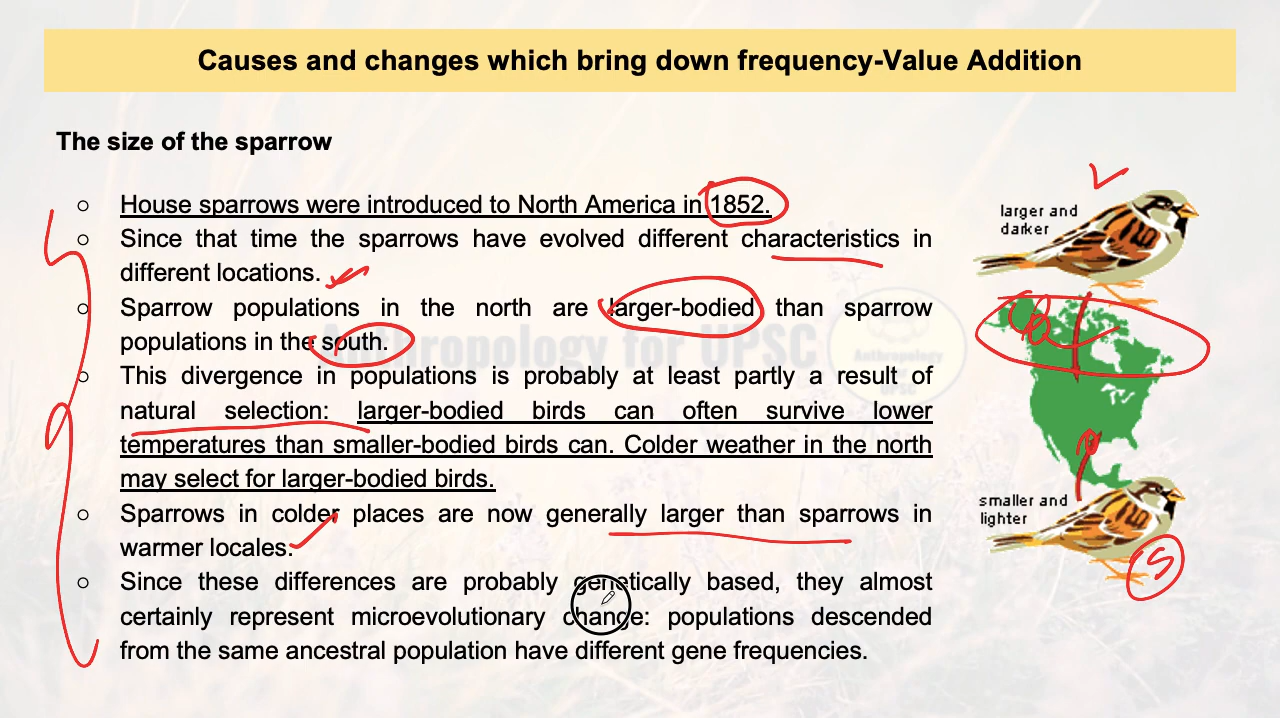 Causes and changes which bring down frequency-Value Addition
The size of the sparrow
○ House sparrows were introduced to North America in 1852.
○ Since that time the sparrows have evolved different characteristics in
different locations.
○ Sparrow populations in the north are larger-bodied than sparrow
populations in the south.
○ This divergence in populations is probably at least partly a result of
natural selection: larger-bodied birds can often survive lower
temperatures than smaller-bodied birds can. Colder weather in the north
may select for larger-bodied birds.
○ Sparrows in colder places are now generally larger than sparrows in
warmer locales.
○ Since these differences are probably genetically based, they almost
certainly represent microevolutionary change: populations descended
from the same ancestral population have different gene frequencies.
larger and
darker
smaller and
lighter
S
Anthropology for UPSC
Anthropology
UPSC